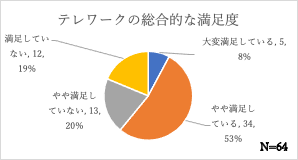 テレワークの総合的な満足度
大変満足している, 5,
8%
やや満足し
ている, 34,
53%
やや満足し
ていない, 13,
20%
満足してい
ない, 12,
19%
N=64